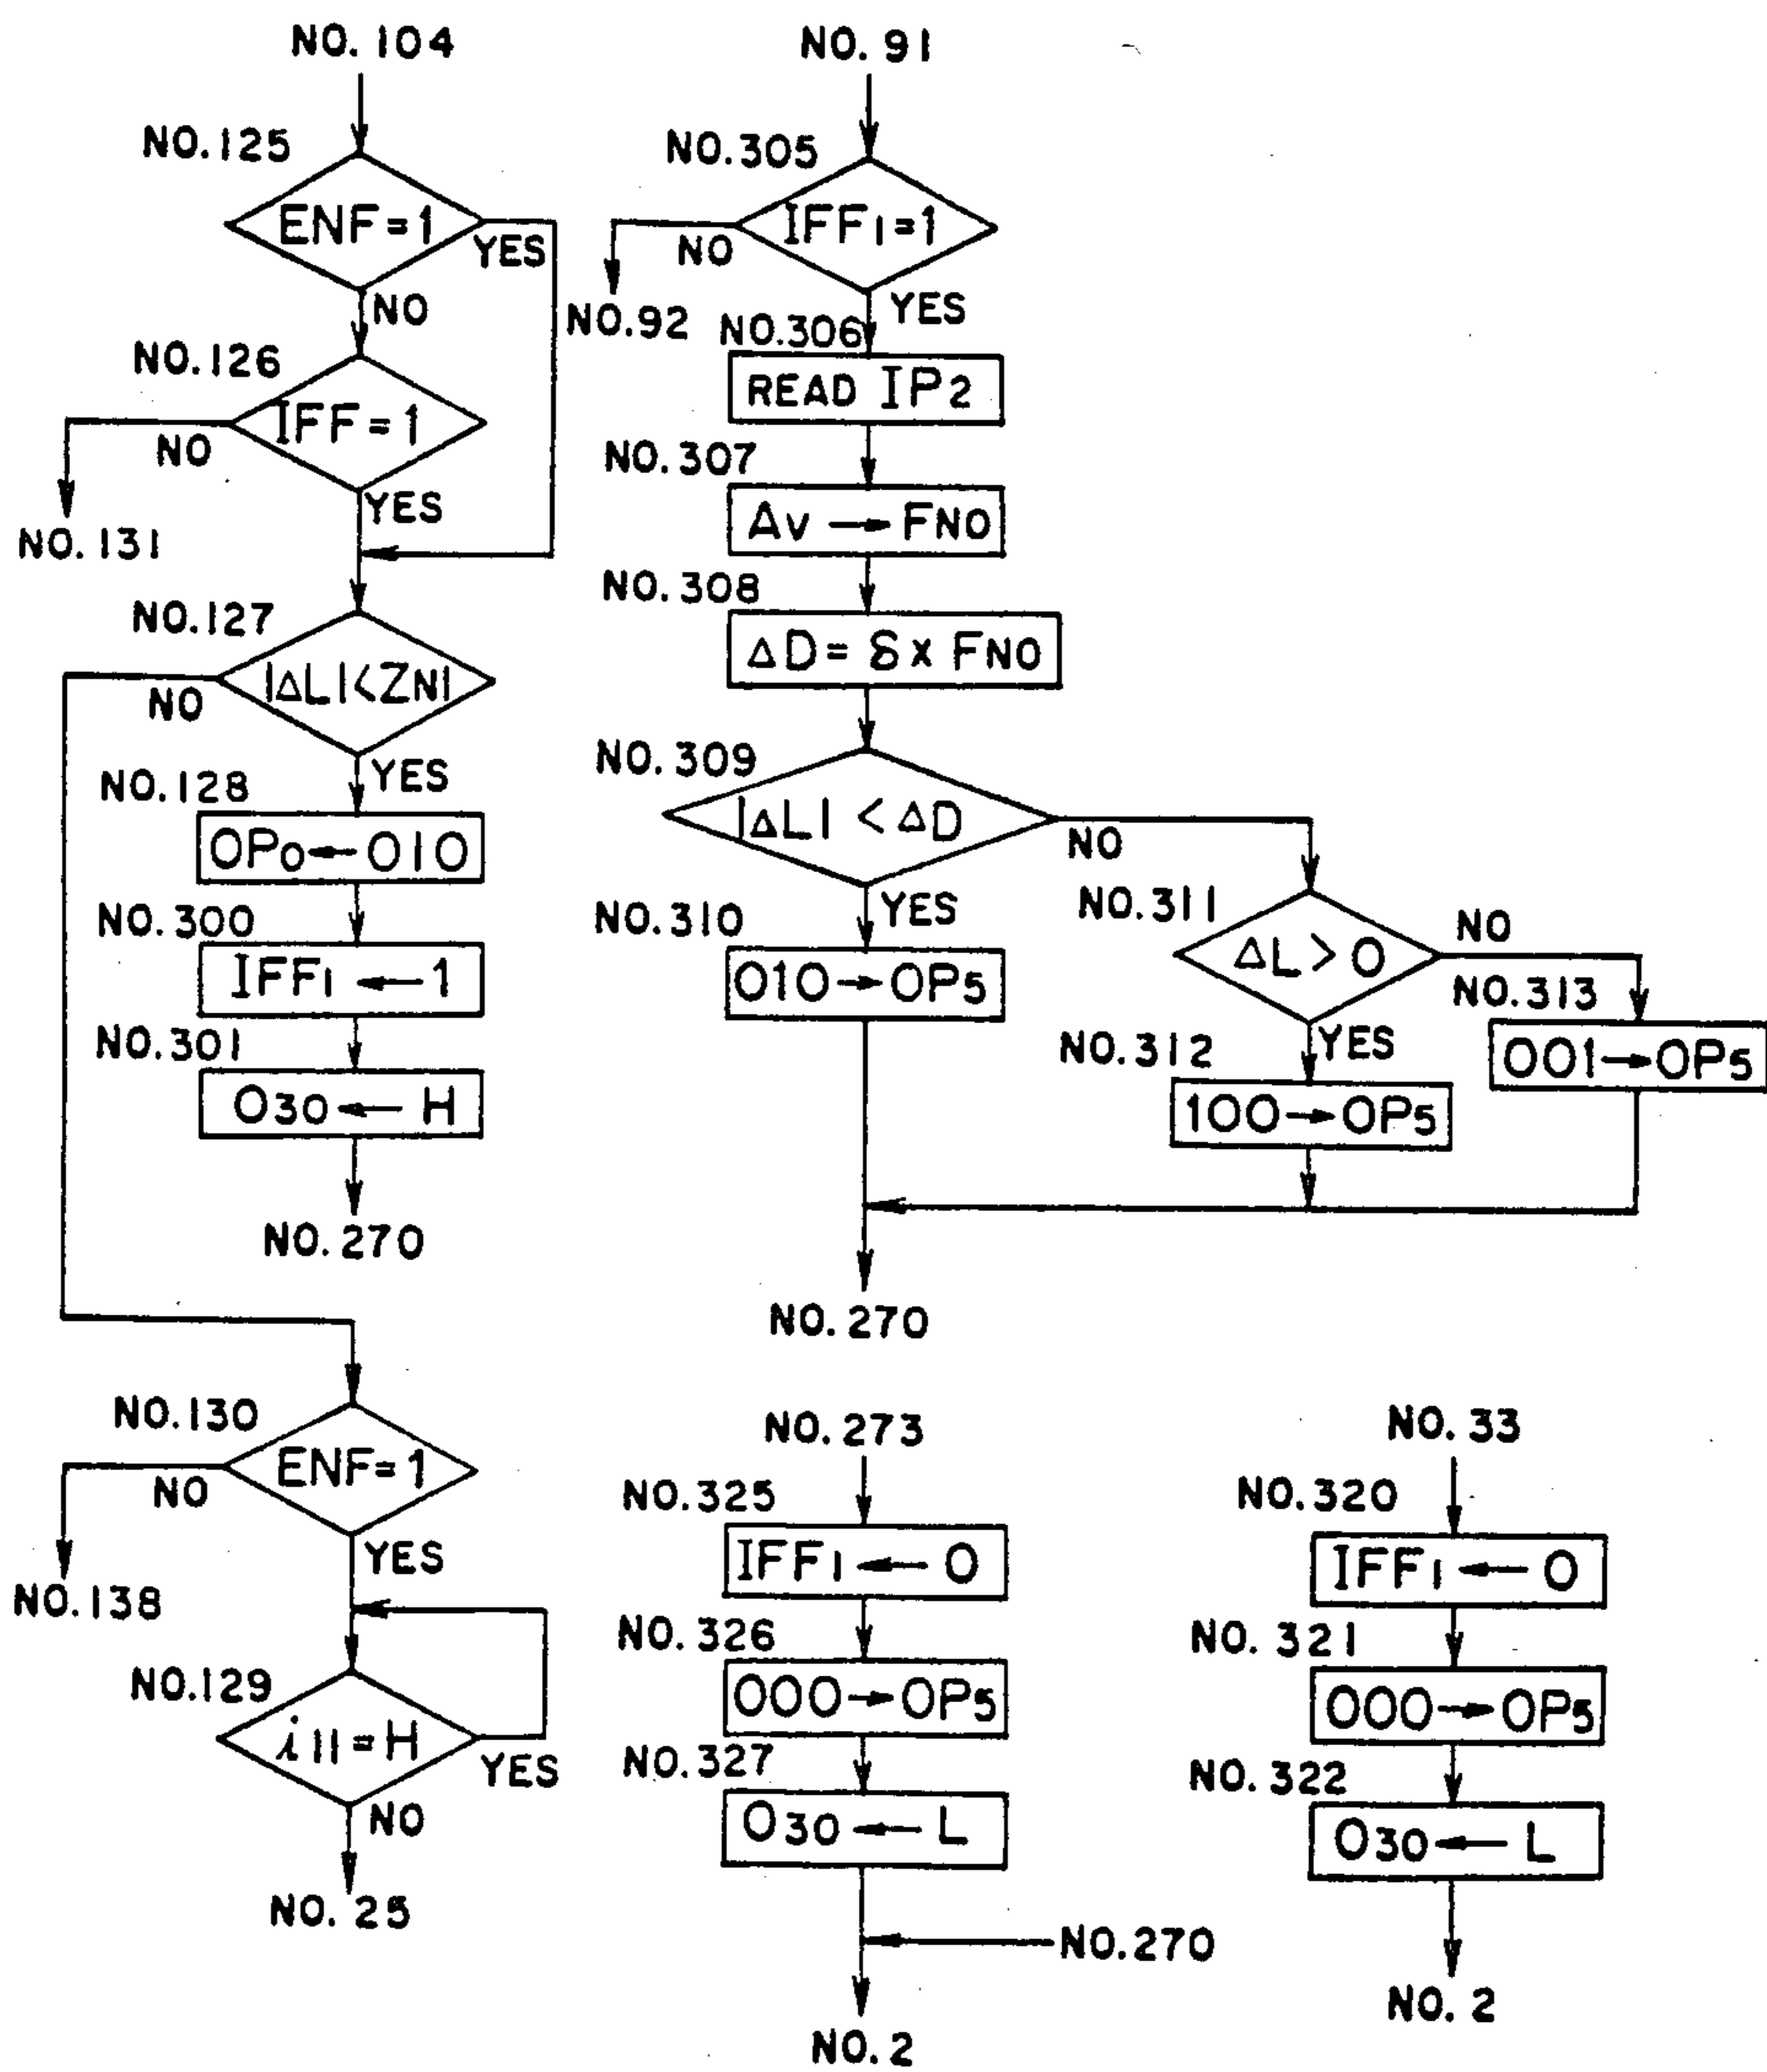 NO. 104
NO.125
ENF=1
YES
NO
NO.126
IFF=1
NO
YES
NO.131
NO.127
|ΔL|<ZN1
NO
YES
NO.128
OP0←010
NO.300
IFF1←1
NO.301
O30←H
NO.270
NO.130
ENF=1
NO
YES
NO.138
NO.129
i11=H
YES
NO
NO. 25
NO. 91
NO.305
IFF1=1
NO
YES
NO.92
NO.306
READ IP2
NO.307
Av→FNO
NO.308
ΔD=δx FNO
NO.309
|ΔL| <ΔD
NO
YES
NO.310
010→OP5
NO.311
ΔL>0
NO
YES
NO.312
100→OP5
NO.313
001→OP5
NO.270
NO. 273
NO.325
IFF1←0
NO.326
000→OP5
NO.327
O30←L
NO.270
NO.2
NO. 33
NO.320
IFF1←0
NO. 321
000→OP5
NO. 322
O30←L
NO. 2